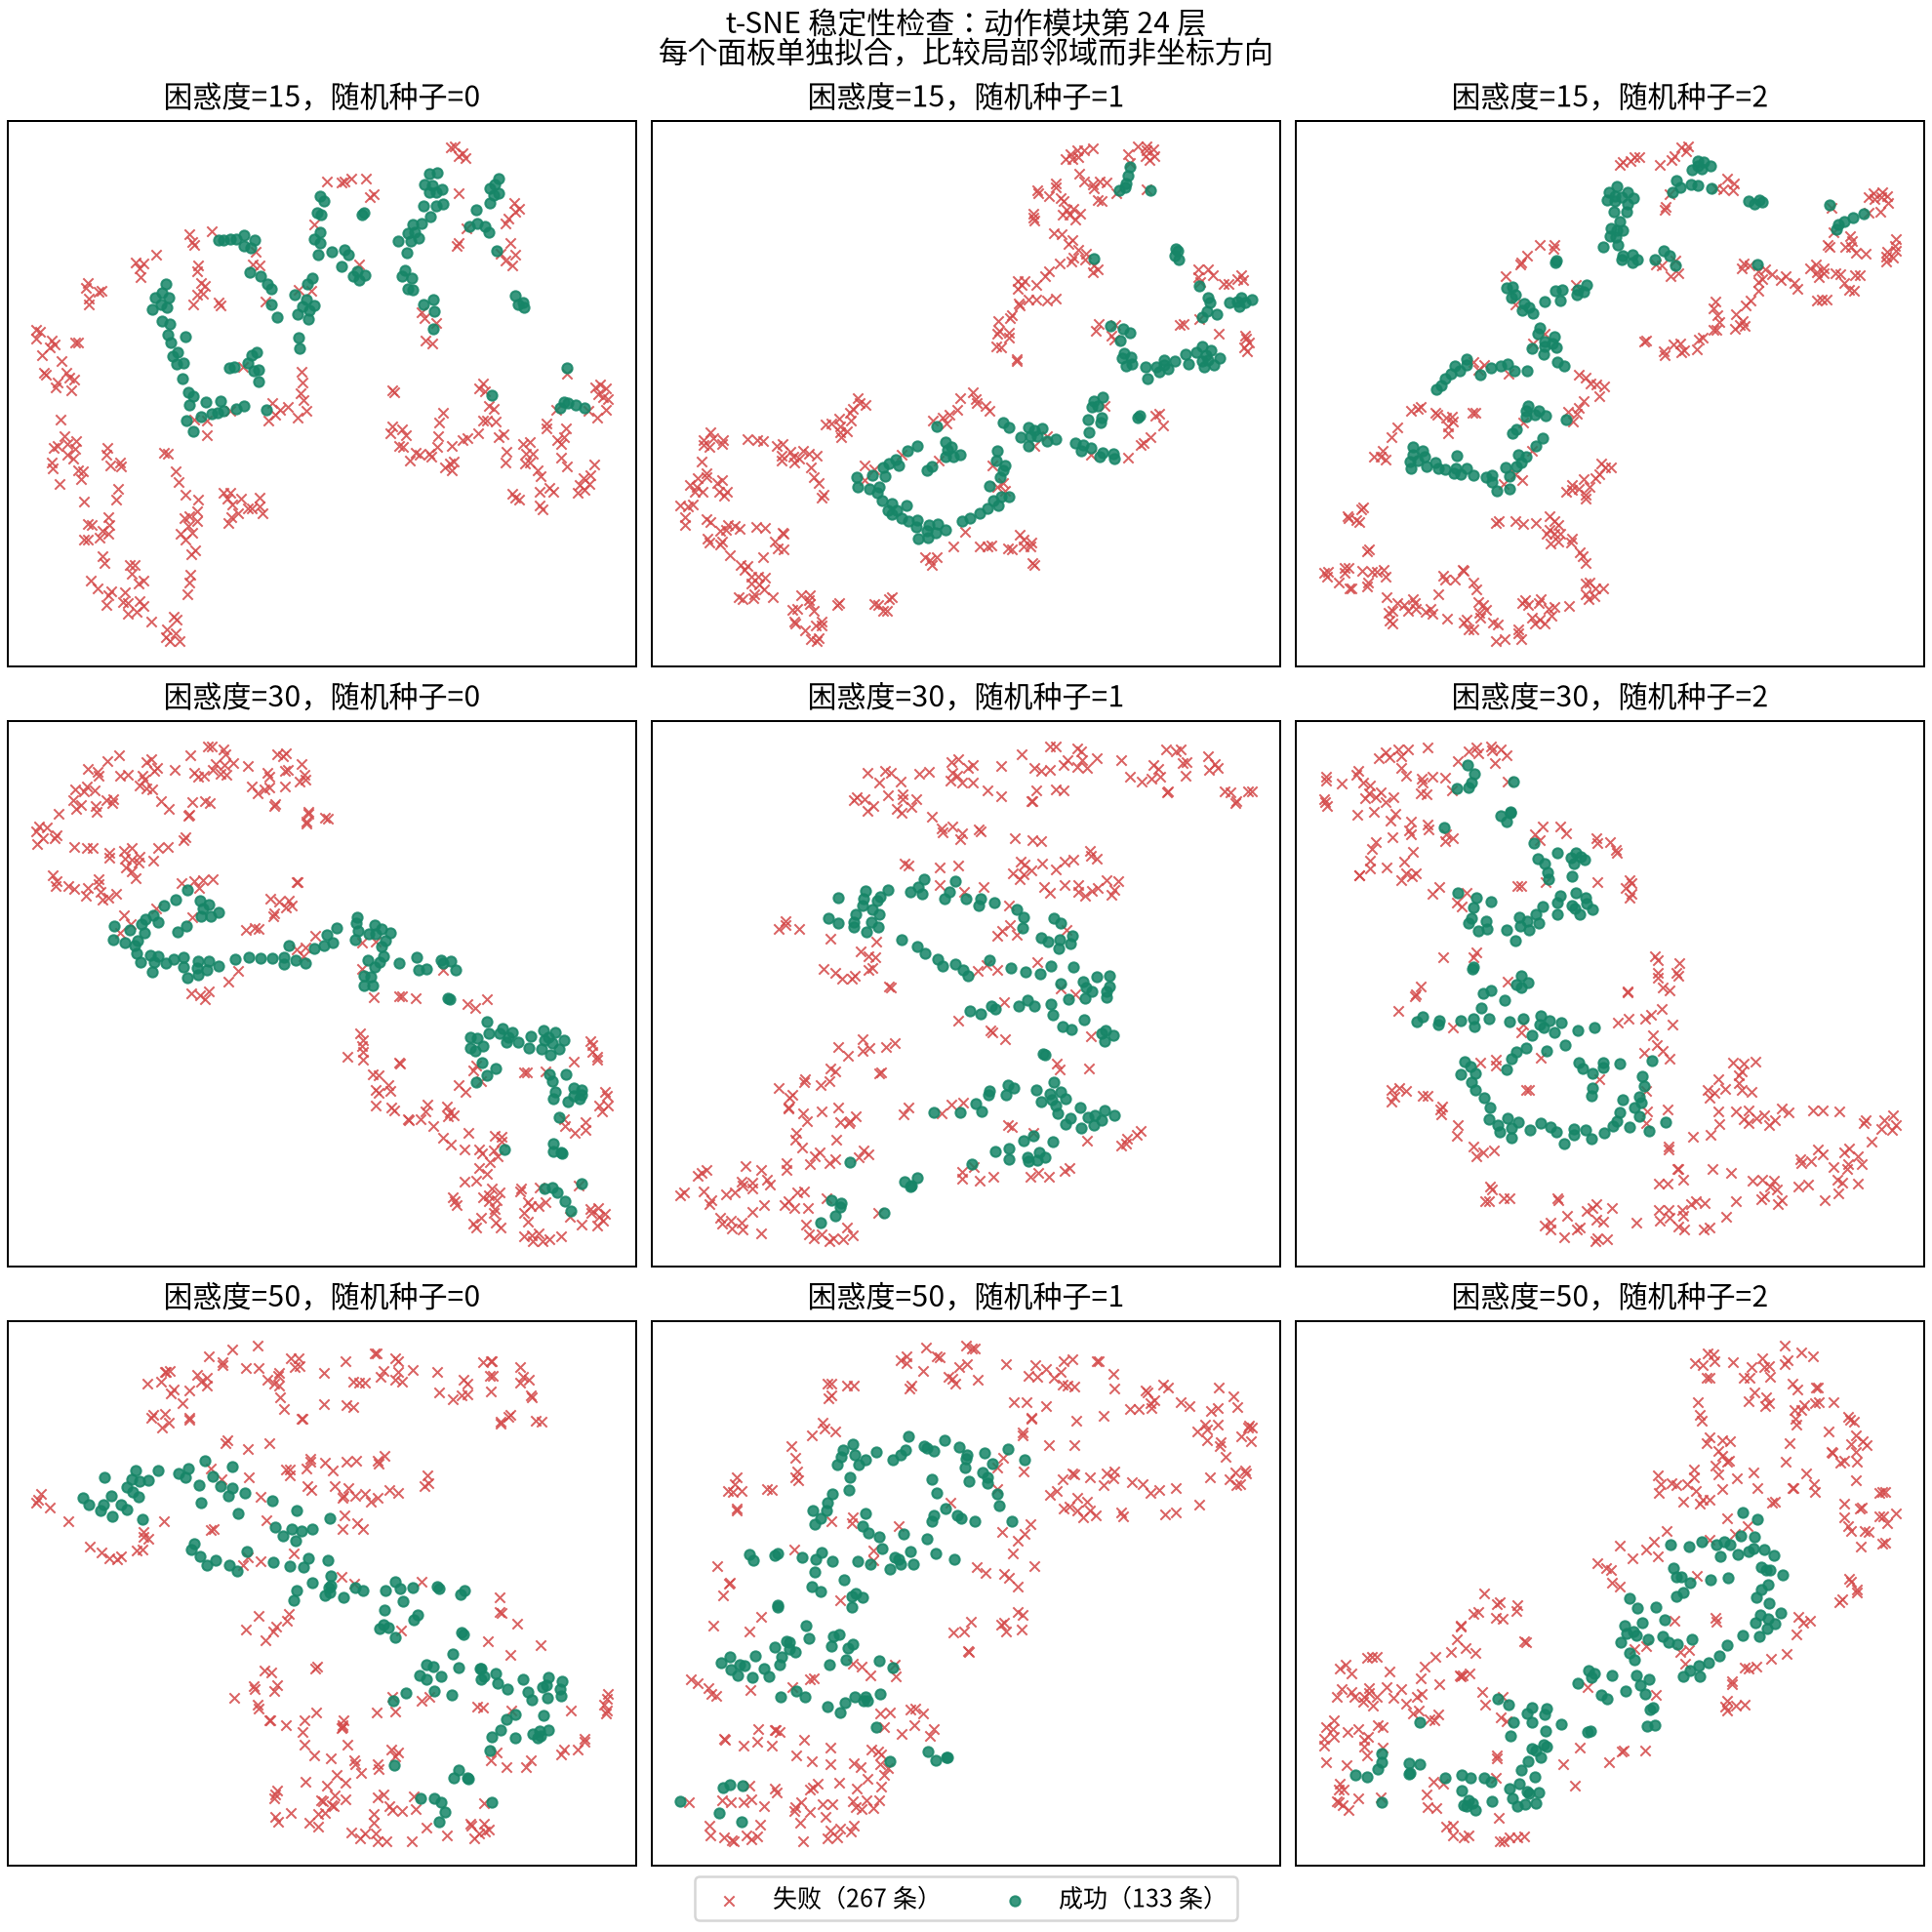 t-SNE 稳定性检查：动作模块第 24 层
每个面板单独拟合，比较局部邻域而非坐标方向
困惑度=15，随机种子=0
困惑度=15，随机种子=1
困惑度=15，随机种子=2
困惑度=30，随机种子=0
困惑度=30，随机种子=1
困惑度=30，随机种子=2
困惑度=50，随机种子=0
困惑度=50，随机种子=1
困惑度=50，随机种子=2
失败（267 条）
成功（133 条）